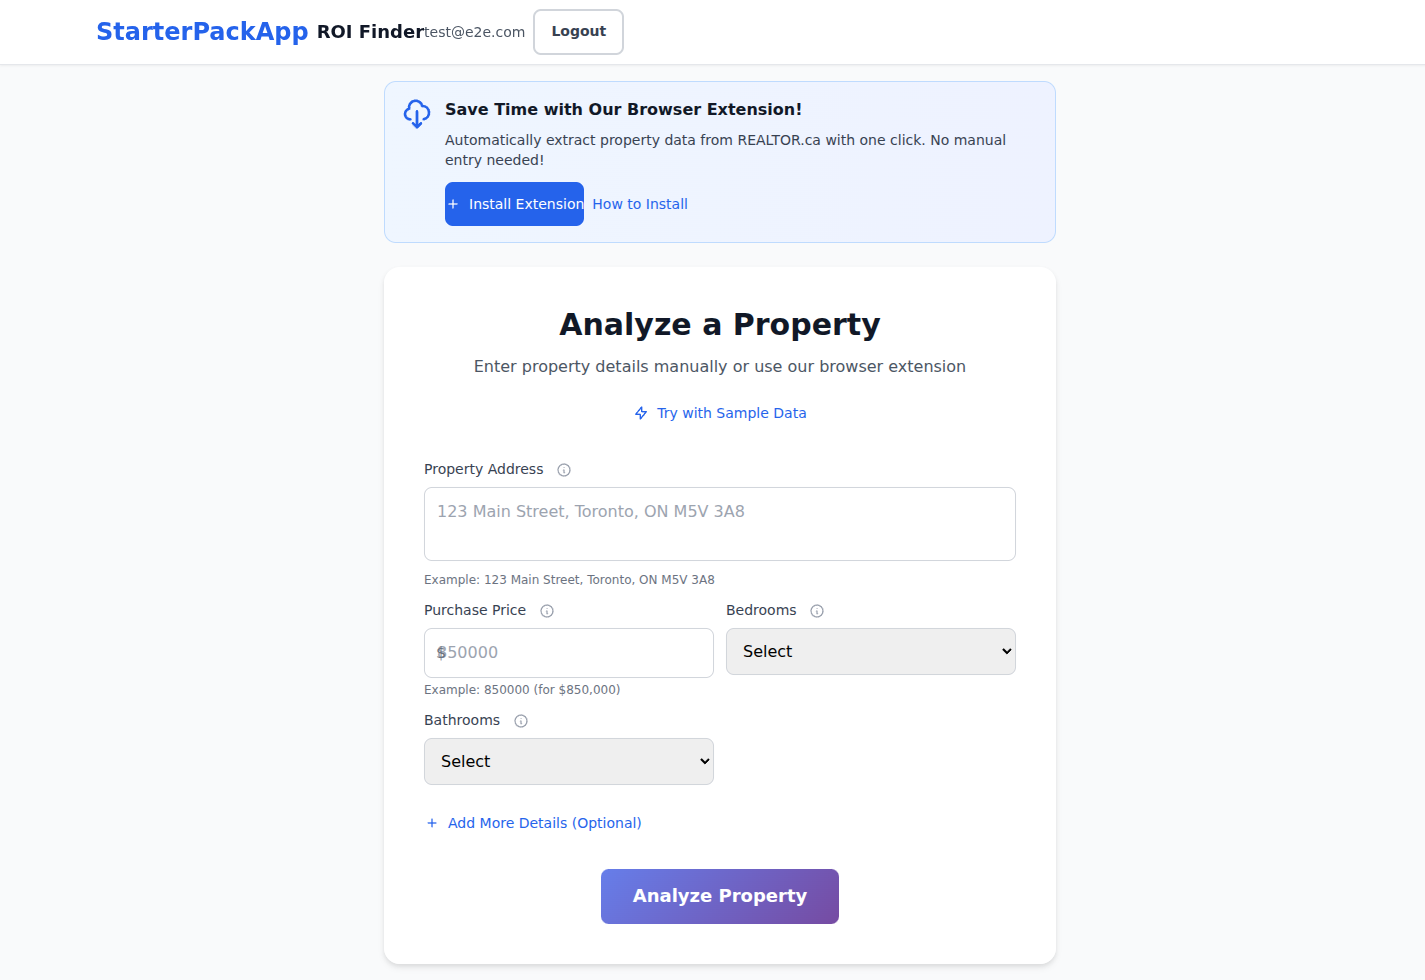 StarterPackApp ROI Finder test@e2e.com Logout
Save Time with Our Browser Extension!
Automatically extract property data from REALTOR.ca with one click. No manual
entry needed!
+ Install Extension How to Install
Analyze a Property
Enter property details manually or use our browser extension
Try with Sample Data
Property Address
123 Main Street, Toronto, ON M5V 3A8
Example: 123 Main Street, Toronto, ON M5V 3A8
Purchase Price Bedrooms
$850000 Select
Example: 850000 (for $850,000)
Bathrooms
Select
+ Add More Details (Optional)
Analyze Property